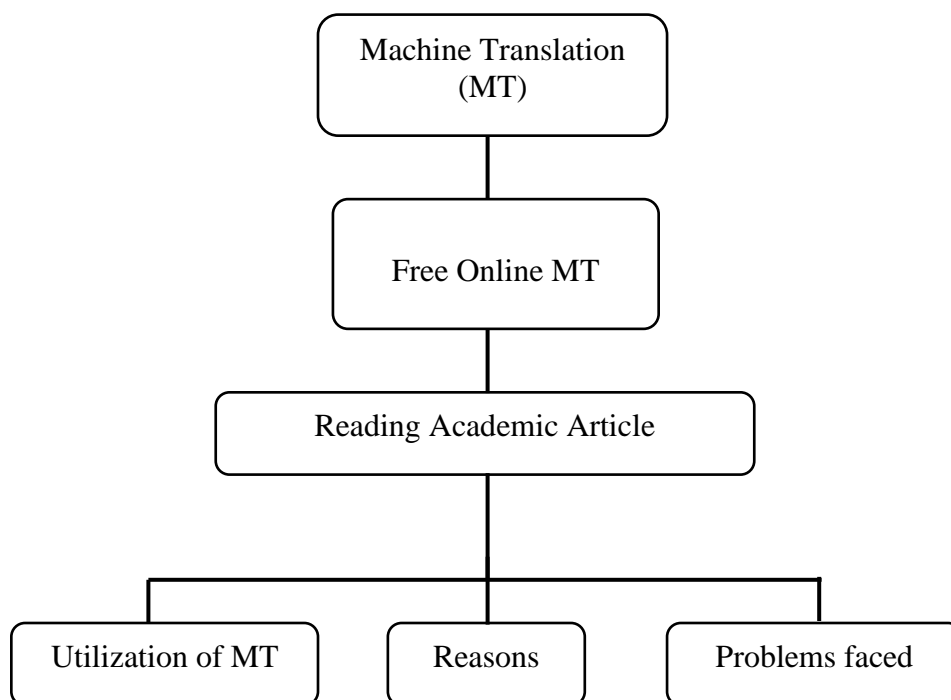 Machine Translation
(MT)
Free Online MT
Reading Academic Article
Utilization of MT
Reasons
Problems faced